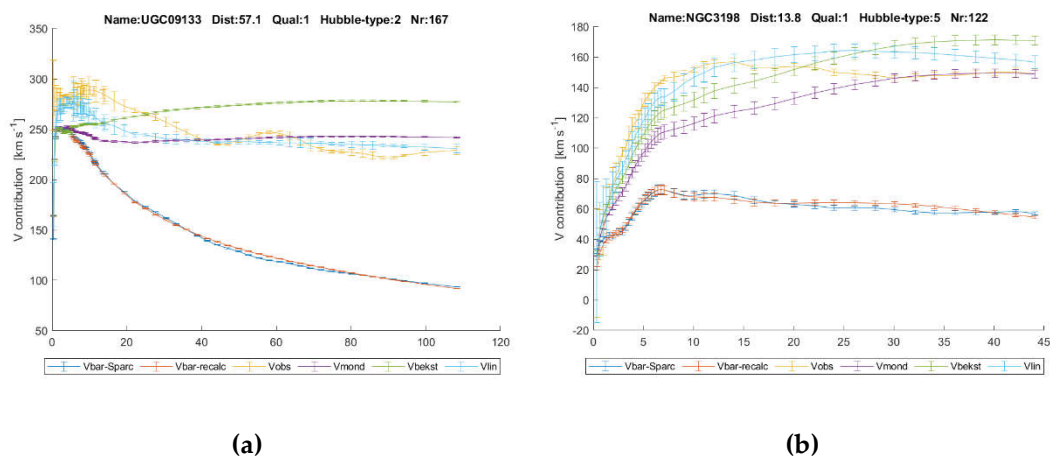 Name:UGC09133 Dist:57.1 Qual:1 Hubble-type:2 Nr:167
V contribution [km s⁻¹]
350
300
250
200
150
100
50
0 20 40 60 80 100 120
Vbar-Sparc Vbar-recalc Vobs Vmond Vbekst Vlin
(a)
Name:NGC3198 Dist:13.8 Qual:1 Hubble-type:5 Nr:122
V contribution [km s⁻¹]
180
160
140
120
100
80
60
40
20
0
-20
0 5 10 15 20 25 30 35 40 45
Vbar-Sparc Vbar-recalc Vobs Vmond Vbekst Vlin
(b)